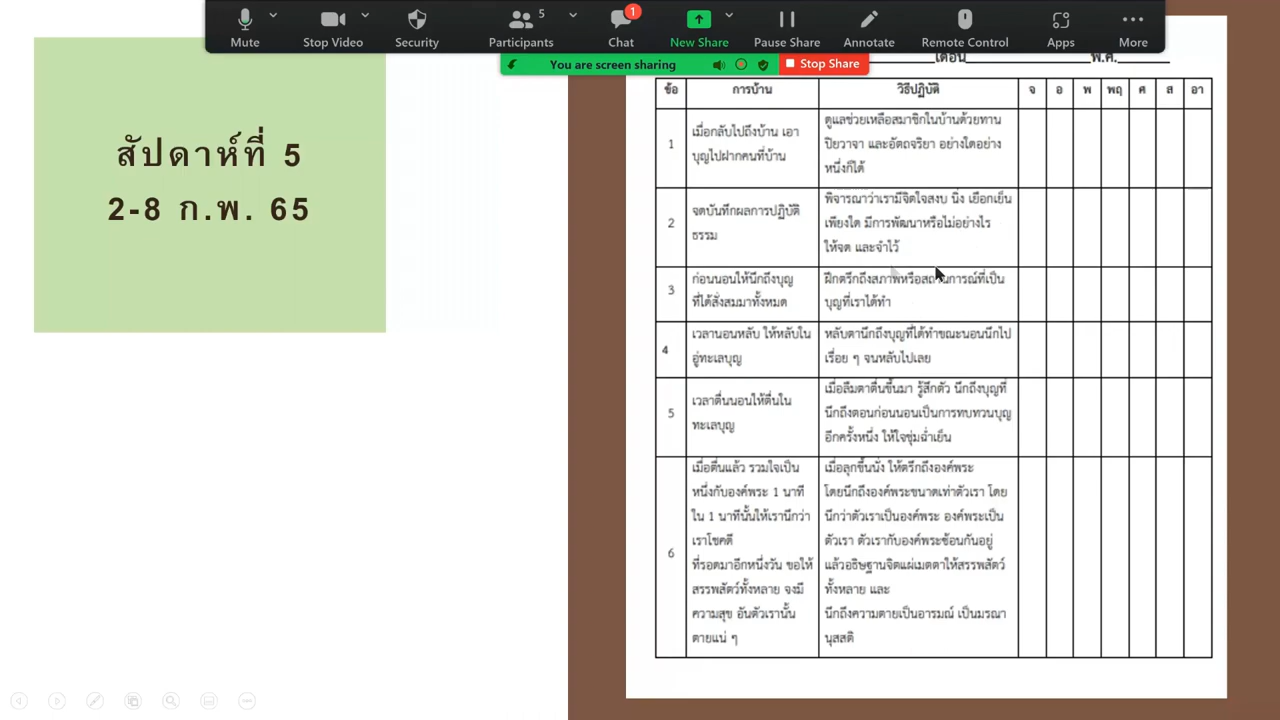 Mute
Stop Video
Security
5
Participants
1
Chat
New Share
Pause Share
Annotate
Remote Control
Apps
More
You are screen sharing
Stop Share
สัปดาห์ที่ 5
2-8 ก.พ. 65
เดือน พ.ศ.
ข้อ การบ้าน วิธีปฏิบัติ จ อ พ พฤ ศ ส อา
1
เมื่อกลับไปถึงบ้าน เอา
บุญไปฝากคนที่บ้าน
ดูแลช่วยเหลือสมาชิกในบ้านด้วยทาน
ปิยวาจา และอัตถจริยา อย่างใดอย่าง
หนึ่งก็ได้
2
จดบันทึกผลการปฏิบัติ
ธรรม
พิจารณาว่าเรามีจิตใจสงบ นิ่ง เยือกเย็น
เพียงใด มีการพัฒนาหรือไม่อย่างไร
ให้จด และจำไว้
3
ก่อนนอนให้นึกถึงบุญ
ที่ได้สั่งสมมาทั้งหมด
ฝึกตรึกถึงสภาพหรือสถานการณ์ที่เป็น
บุญที่เราได้ทำ
4
เวลานอนหลับ ให้หลับใน
อู่ทะเลบุญ
หลับตานึกถึงบุญที่ได้ทำขณะนอนนึกไป
เรื่อย ๆ จนหลับไปเลย
5
เวลาตื่นนอนให้ตื่นใน
ทะเลบุญ
เมื่อลืมตาตื่นขึ้นมา รู้สึกตัว นึกถึงบุญที่
นึกถึงตอนก่อนนอนเป็นการทบทวนบุญ
อีกครั้งหนึ่ง ให้ใจชุ่มฉ่ำเย็น
6
เมื่อตื่นแล้ว รวมใจเป็น
หนึ่งกับองค์พระ 1 นาที
ใน 1 นาทีนั้นให้เรานึกว่า
เราโชคดี
ที่รอดมาอีกหนึ่งวัน ขอให้
สรรพสัตว์ทั้งหลาย จงมี
ความสุข อันตัวเรานั้น
ตายแน่ ๆ
เมื่อลุกขึ้นนั่ง ให้ตรึกถึงองค์พระ
โดยนึกถึงองค์พระขนาดเท่าตัวเรา โดย
นึกว่าตัวเราเป็นองค์พระ องค์พระเป็น
ตัวเรา ตัวเรากับองค์พระซ้อนกันอยู่
แล้วอธิษฐานจิตแผ่เมตตาให้สรรพสัตว์
ทั้งหลาย และ
นึกถึงความตายเป็นอารมณ์ เป็นมรณา
นุสสติ